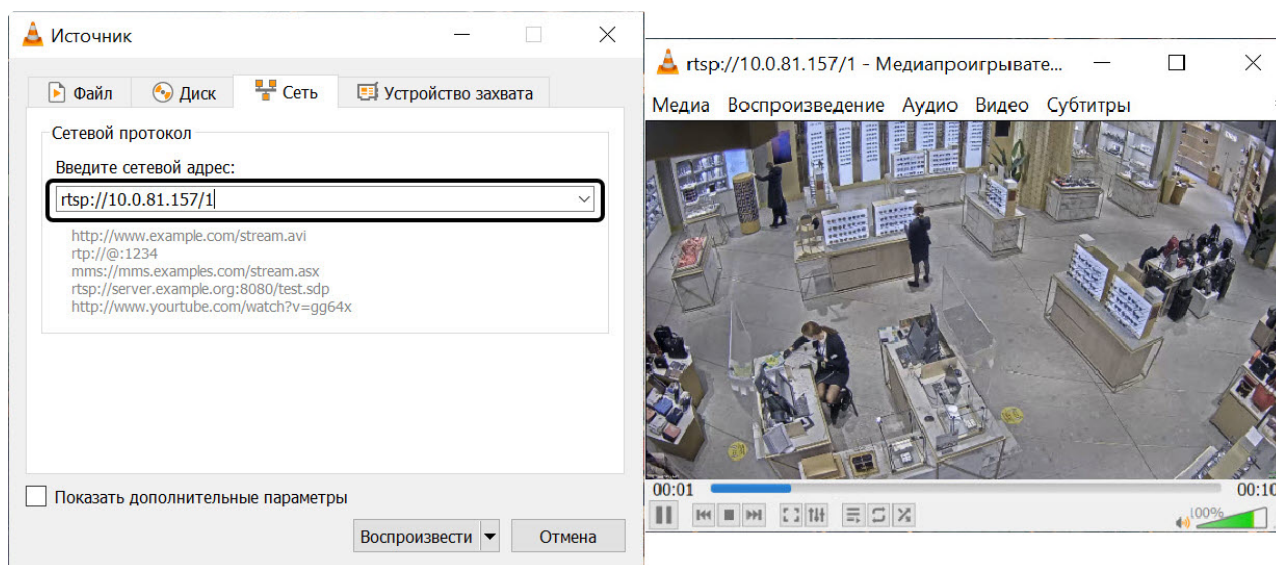 Источник
Файл
Диск
Сеть
Устройство захвата
Сетевой протокол
Введите сетевой адрес:
rtsp://10.0.81.157/1
http://www.example.com/stream.avi
rtp://@:1234
mms://mms.examples.com/stream.asx
rtsp://server.example.org:8080/test.sdp
http://www.yourtube.com/watch?v=gg64x
Показать дополнительные параметры
Воспроизвести
Отмена
rtsp://10.0.81.157/1 - Медиапроигрывате...
Медиа Воспроизведение Аудио Видео Субтитры
00:01
00:10
100%